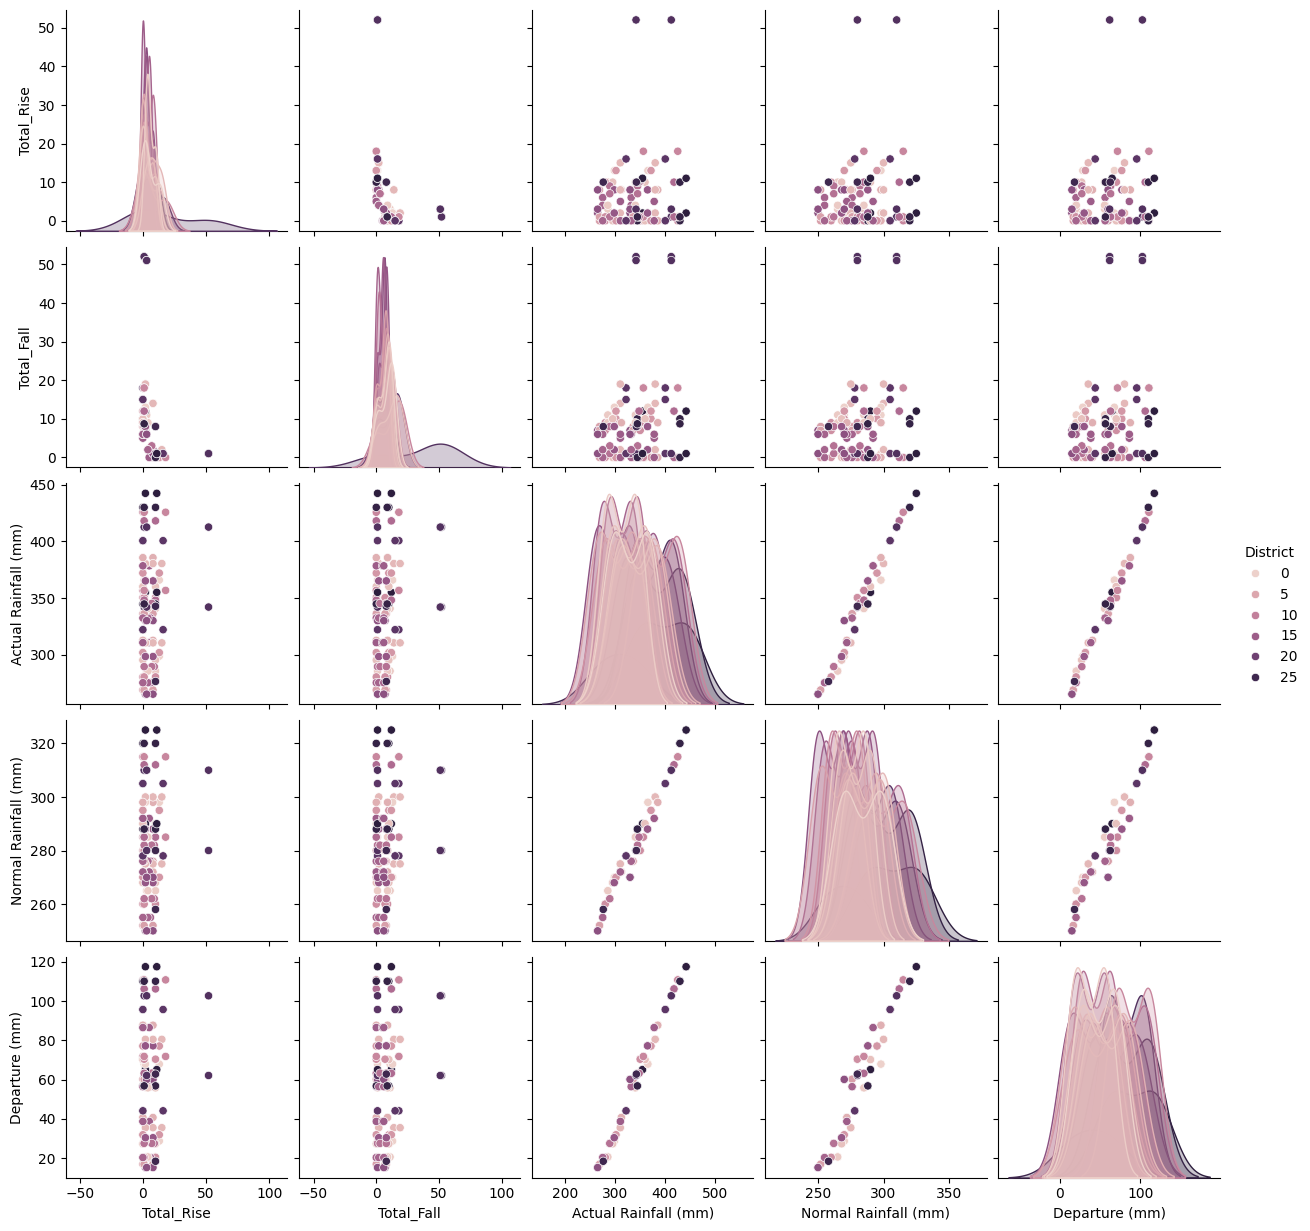 50
40
30
20
10
0
Total_Rise
50
40
30
20
10
0
Total_Fall
450
400
350
300
Actual Rainfall (mm)
320
300
280
260
Normal Rainfall (mm)
120
100
80
60
40
20
Departure (mm)
−50 0 50 100
Total_Rise
−50 0 50 100
Total_Fall
200 300 400 500
Actual Rainfall (mm)
250 300 350
Normal Rainfall (mm)
0 100
Departure (mm)
District
0
5
10
15
20
25